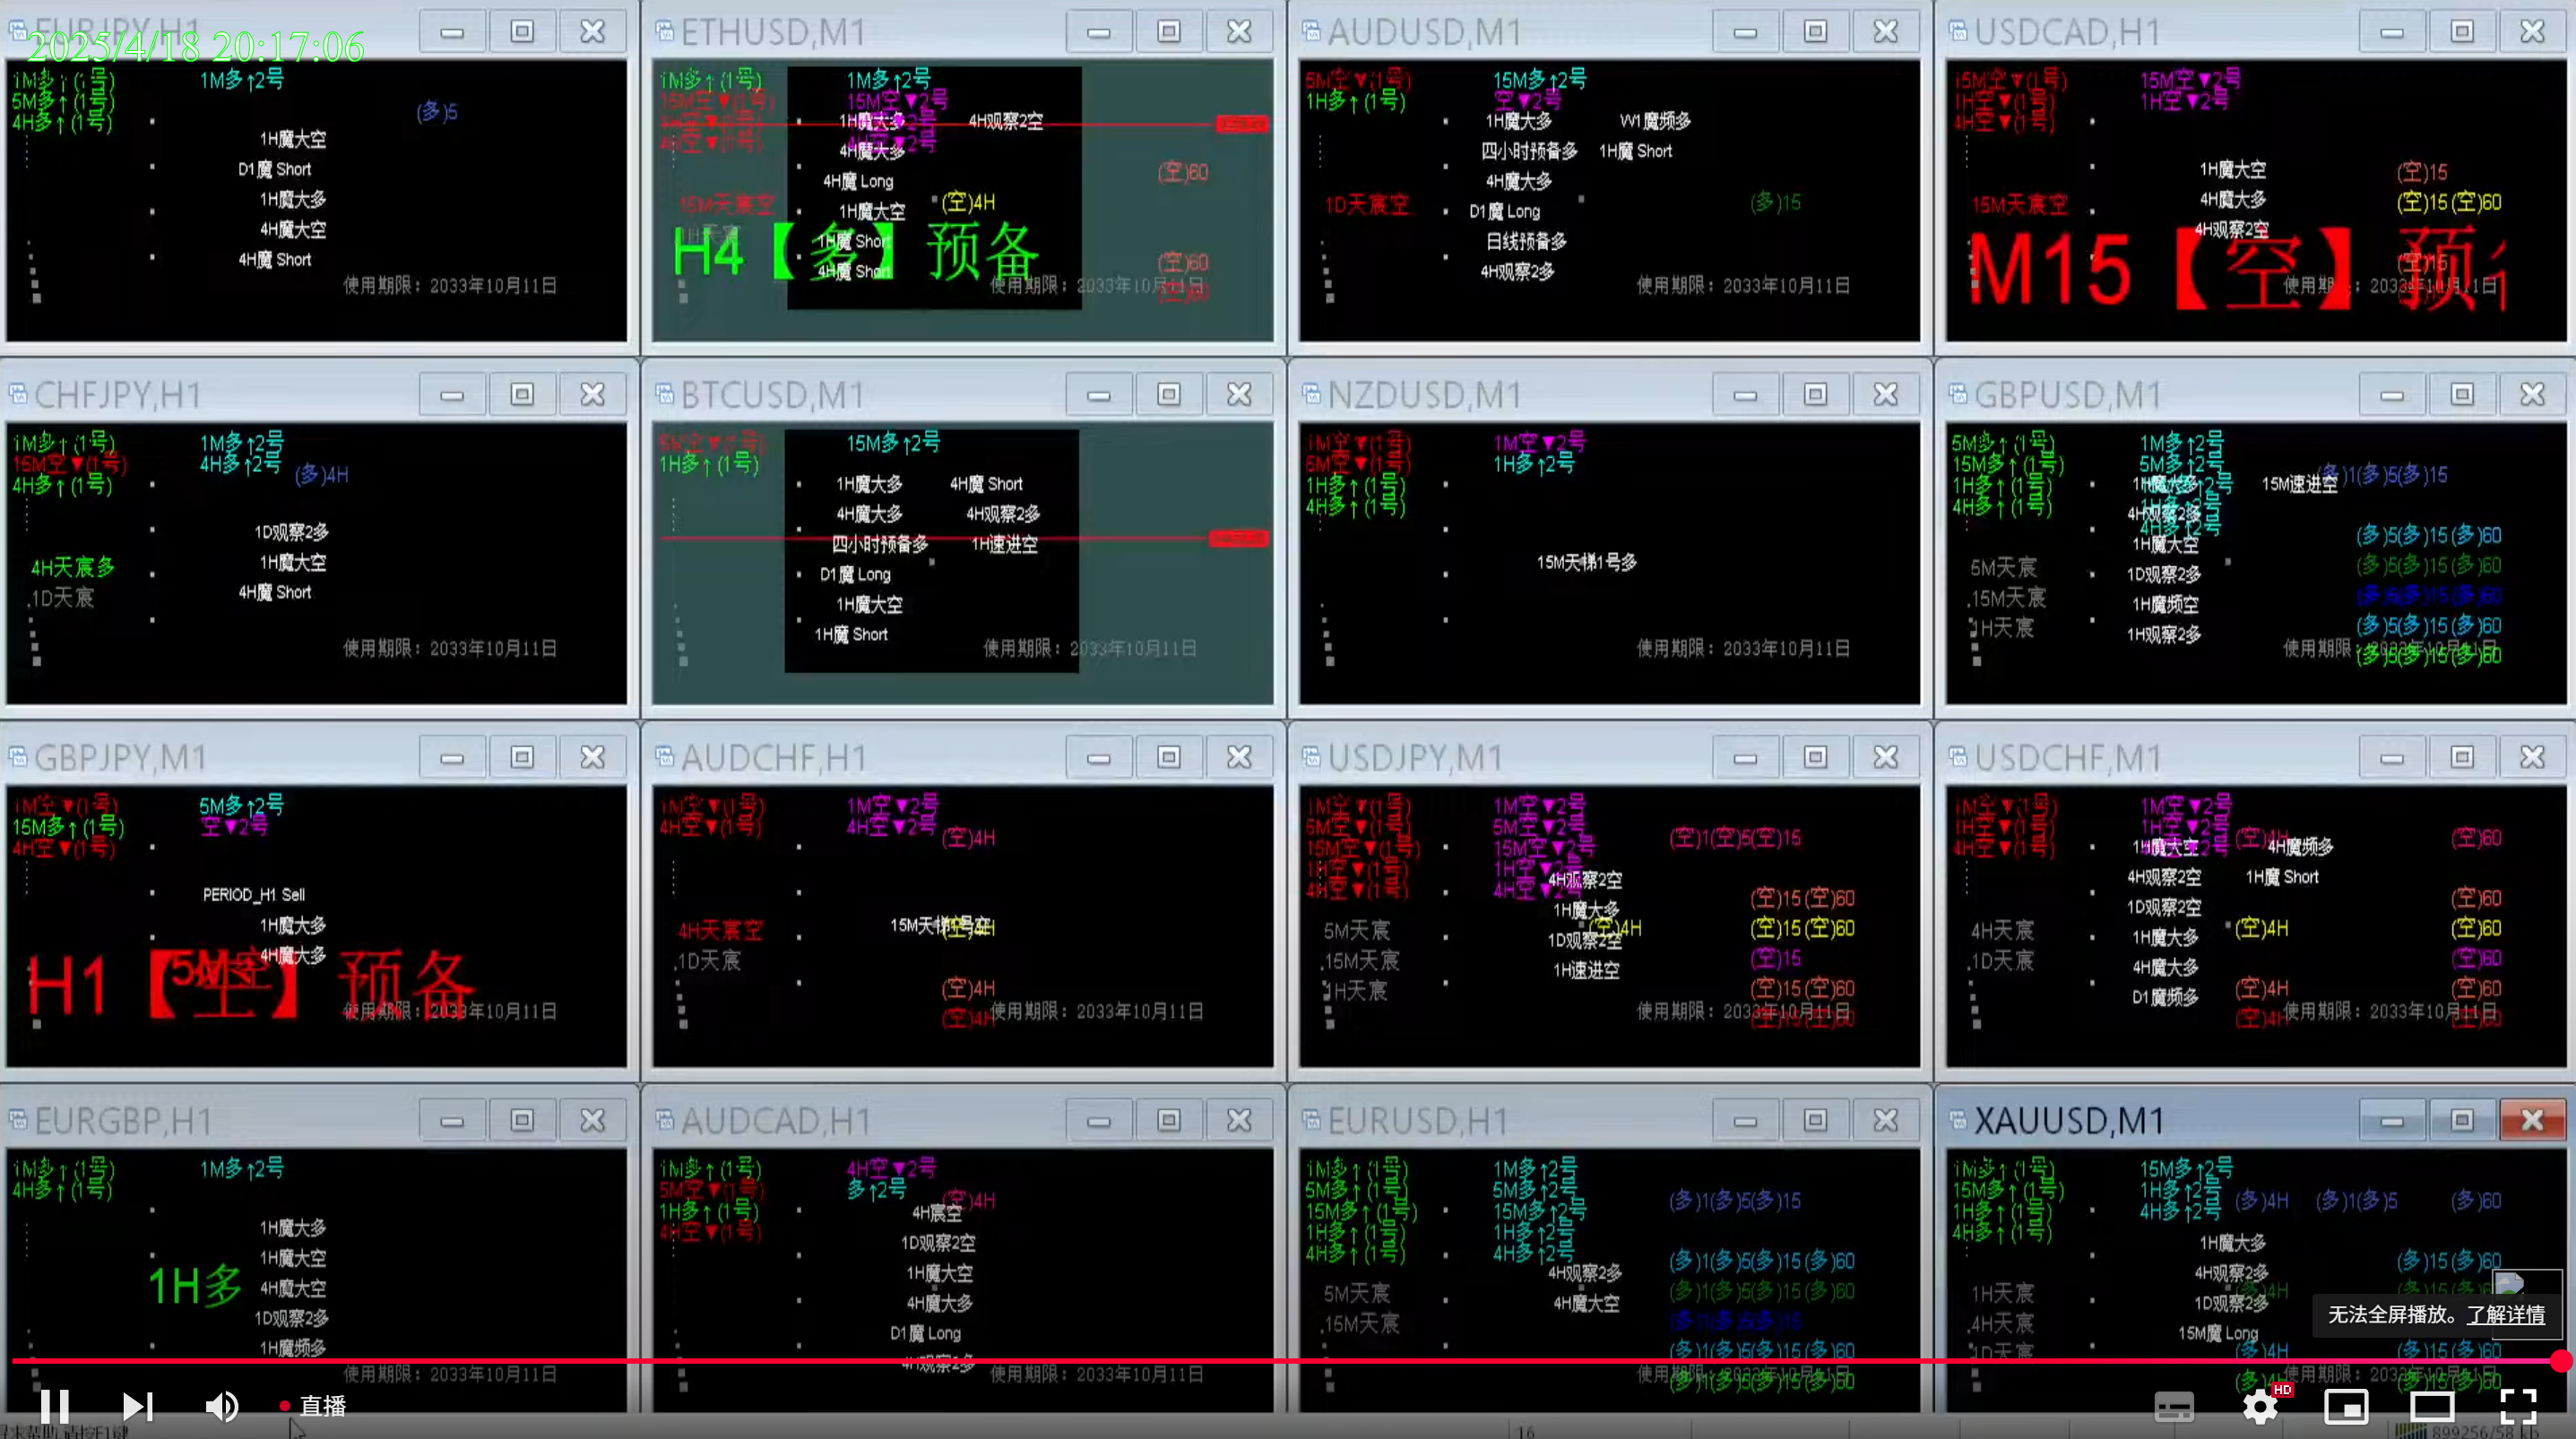 EURJPY,H1
2025/4/18 20:17:06
1M多↑(1号)
5M多↑(1号)
4H多↑(1号)
1M多↑2号
(多)5
1H魔大空
D1魔 Short
1H魔大多
4H魔大空
4H魔 Short
使用期限：2033年10月11日
ETHUSD,M1
1M多↑(1号)
15M空▼(1号)
1M多↑2号
15M空▼2号
1H魔大多
4H观察2空
4H魔大多
4H魔 Long
(空)60
15M天宸空
1H魔大空
(空)4H
H4【多】预备
1H魔 Short
4H魔 Short
(空)60
(空)60
使用期限：2033年10月11日
AUDUSD,M1
5M空▼(1号)
1H多↑(1号)
15M多↑2号
空▼2号
1H魔大多
W1魔频多
四小时预备多
1H魔 Short
4H魔大多
1D天宸空
D1魔 Long
(多)15
日线预备多
4H观察2多
使用期限：2033年10月11日
USDCAD,H1
15M空▼(1号)
1H空▼(1号)
4H空▼(1号)
15M空▼2号
1H空▼2号
1H魔大空
(空)15
15M天宸空
4H魔大多
(空)15(空)60
4H观察2空
M15【空】预
(空)15
使用期限：2033年10月11日
CHFJPY,H1
1M多↑(1号)
15M空▼(1号)
4H多↑(1号)
1M多↑2号
4H多↑2号
(多)4H
1D观察2多
1H魔大空
4H魔 Short
4H天宸多
1D天宸
使用期限：2033年10月11日
BTCUSD,M1
5M空▼(1号)
1H多↑(1号)
15M多↑2号
1H魔大多
4H魔 Short
4H魔大多
4H观察2多
四小时预备多
1H速进空
D1魔 Long
1H魔大空
1H魔 Short
使用期限：2033年10月11日
NZDUSD,M1
1M空▼(1号)
5M空▼(1号)
1H多↑(1号)
4H多↑(1号)
1M空▼2号
1H多↑2号
15M天梯1号多
使用期限：2033年10月11日
GBPUSD,M1
5M多↑(1号)
15M多↑(1号)
1H多↑(1号)
4H多↑(1号)
1M多↑2号
5M多↑2号
(多)1(多)5(多)15
1H魔大多
15M速进空
4H观察2多
4H多↑2号
1H魔大空
(多)5(多)15(多)60
5M天宸
1D观察2多
(多)5(多)15(多)60
15M天宸
1H魔频空
(多)5(多)15(多)60
1H天宸
1H观察2多
(多)5(多)15(多)60
(多)5(多)15(多)60
使用期限：2033年10月11日
GBPJPY,M1
1M空▼(1号)
15M多↑(1号)
4H空▼(1号)
5M多↑2号
空▼2号
PERIOD_H1 Sell
1H魔大多
4H魔大多
H1【空】预备
5M空
使用期限：2033年10月11日
AUDCHF,H1
1M空▼(1号)
4H空▼(1号)
1M空▼2号
4H空▼2号
(空)4H
4H天宸空
1D天宸
15M天梯1号空
(空)4H
(空)4H
(空)4H
使用期限：2033年10月11日
USDJPY,M1
1M空▼(1号)
5M空▼(1号)
15M空▼(1号)
1H空▼(1号)
4H空▼(1号)
1M空▼2号
5M空▼2号
15M空▼2号
1H空▼2号
4H空▼2号
(空)1(空)5(空)15
4H观察2空
1H魔大多
(空)15(空)60
5M天宸
(空)4H
(空)15(空)60
1D观察2空
15M天宸
(空)15
1H速进空
1H天宸
(空)15(空)60
(空)15(空)60
使用期限：2033年10月11日
USDCHF,M1
1M空▼(1号)
1H空▼(1号)
4H空▼(1号)
1M空▼2号
1H空▼2号
(空)4H
(空)60
1H魔大空
4H魔频多
4H观察2空
1H魔 Short
1D观察2空
(空)60
4H天宸
1H魔大多
(空)4H
(空)60
1D天宸
4H魔大多
(空)60
D1魔频多
(空)4H
(空)60
(空)4H
(空)60
使用期限：2033年10月11日
EURGBP,H1
1M多↑(1号)
4H多↑(1号)
1M多↑2号
1H魔大多
1H魔大空
1H多
4H魔大空
1D观察2多
1H魔频多
使用期限：2033年10月11日
AUDCAD,H1
1M多↑(1号)
5M空▼(1号)
1H多↑(1号)
4H空▼(1号)
4H空▼2号
多↑2号
(空)4H
4H宸空
1D观察2空
1H魔大空
4H魔大多
D1魔 Long
4H观察2多
使用期限：2033年10月11日
EURUSD,H1
1M多↑(1号)
5M多↑(1号)
15M多↑(1号)
1H多↑(1号)
4H多↑(1号)
1M多↑2号
5M多↑2号
15M多↑2号
1H多↑2号
4H多↑2号
(多)1(多)5(多)15
(多)1(多)5(多)15(多)60
4H观察2多
4H魔大空
(多)1(多)5(多)15(多)60
5M天宸
15M天宸
(多)1(多)5(多)15
(多)1(多)5(多)15(多)60
(多)1(多)5(多)15(多)60
使用期限：2033年10月11日
XAUUSD,M1
1M多↑(1号)
15M多↑(1号)
1H多↑(1号)
4H多↑(1号)
15M多↑2号
1H多↑2号
4H多↑2号
(多)4H
(多)1(多)5
(多)60
1H魔大多
4H观察2多
(多)15(多)60
1H天宸
(多)4H
1D观察2多
4H天宸
15M魔 Long
1D天宸
(多)4H
(多)15(多)60
使用期限：2033年10月11日
无法全屏播放。了解详情
直播
HD
16
899256/58 kb